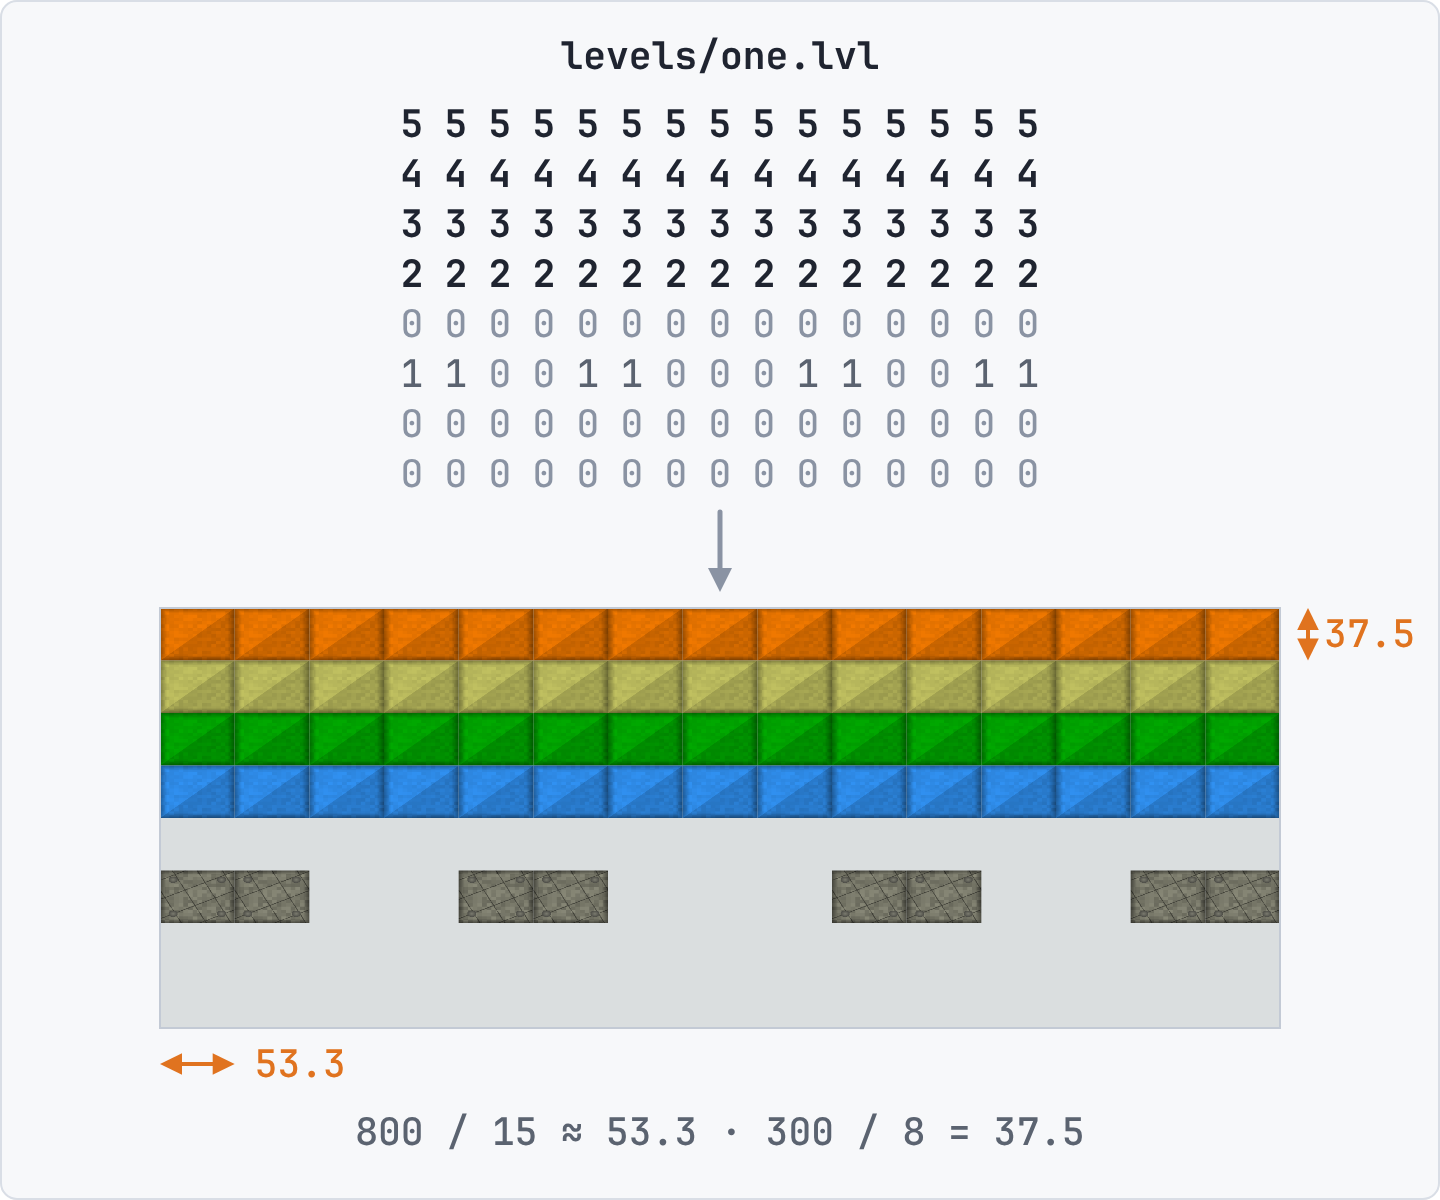 levels/one.lvl
5 5 5 5 5 5 5 5 5 5 5 5 5 5 5
4 4 4 4 4 4 4 4 4 4 4 4 4 4 4
3 3 3 3 3 3 3 3 3 3 3 3 3 3 3
2 2 2 2 2 2 2 2 2 2 2 2 2 2 2
0 0 0 0 0 0 0 0 0 0 0 0 0 0 0
1 1 0 0 1 1 0 0 0 1 1 0 0 1 1
0 0 0 0 0 0 0 0 0 0 0 0 0 0 0
0 0 0 0 0 0 0 0 0 0 0 0 0 0 0
37.5
53.3
800 / 15 ≈ 53.3 · 300 / 8 = 37.5